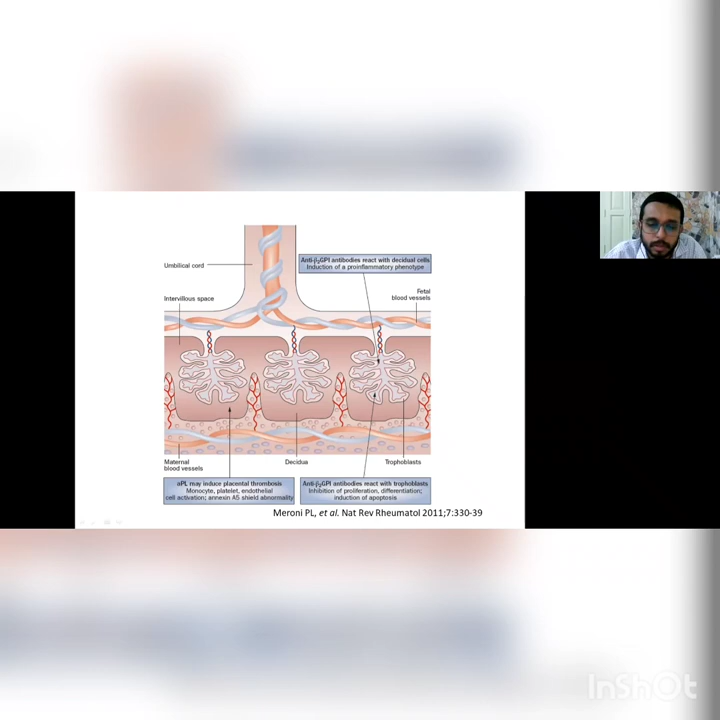 Umbilical cord
Anti-β₂GPI antibodies react with decidual cells
Induction of a proinflammatory phenotype
Intervillous space
Fetal
blood vessels
Maternal
blood vessels
Decidua
Trophoblasts
aPL may induce placental thrombosis
Monocyte, platelet, endothelial
cell activation; annexin A5 shield abnormality
Anti-β₂GPI antibodies react with trophoblasts
Inhibition of proliferation, differentiation;
induction of apoptosis
Meroni PL, et al. Nat Rev Rheumatol 2011;7:330-39
InShOt